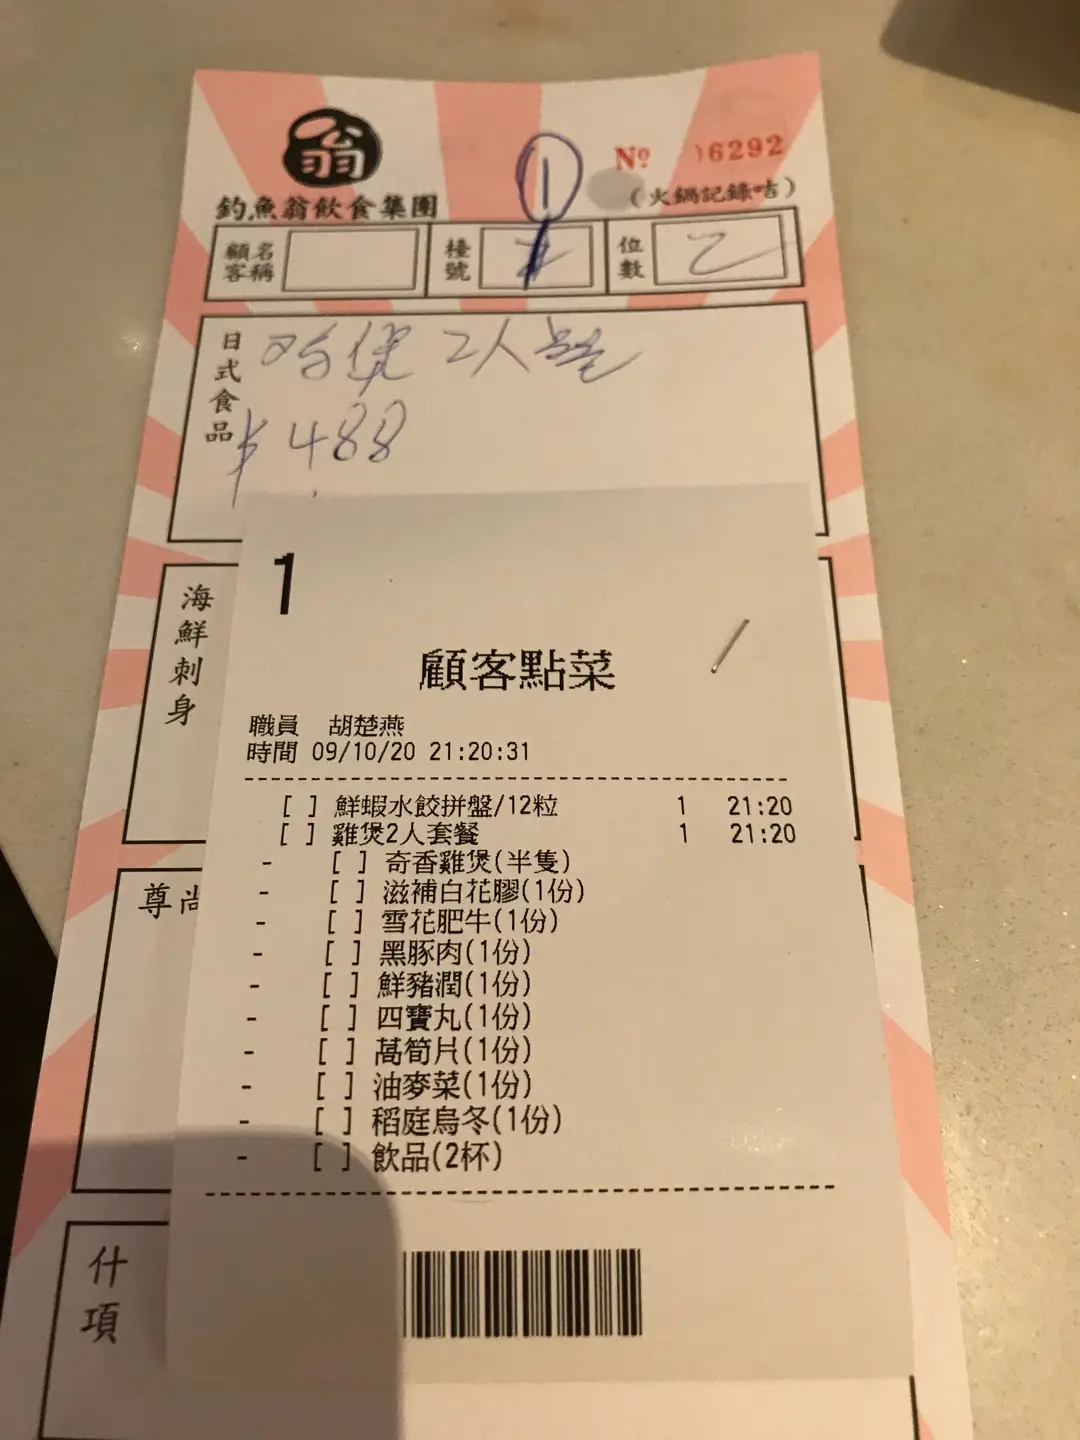 翁
釣魚翁飲食集團
1
Nº 6292
(火鍋記錄咭)
顧客名稱
檯號
位數 2
日式食品
鸡煲 2人套
$488
海鮮刺身
尊尚
什項
1
顧客點菜
職員 胡楚燕
時間 09/10/20 21:20:31
[ ] 鮮蝦水餃拼盤/12粒 1 21:20
[ ] 雞煲2人套餐 1 21:20
- [ ] 奇香雞煲(半隻)
- [ ] 滋補白花膠(1份)
- [ ] 雪花肥牛(1份)
- [ ] 黑豚肉(1份)
- [ ] 鮮豬潤(1份)
- [ ] 四寶丸(1份)
- [ ] 萵筍片(1份)
- [ ] 油麥菜(1份)
- [ ] 稻庭烏冬(1份)
- [ ] 飲品(2杯)